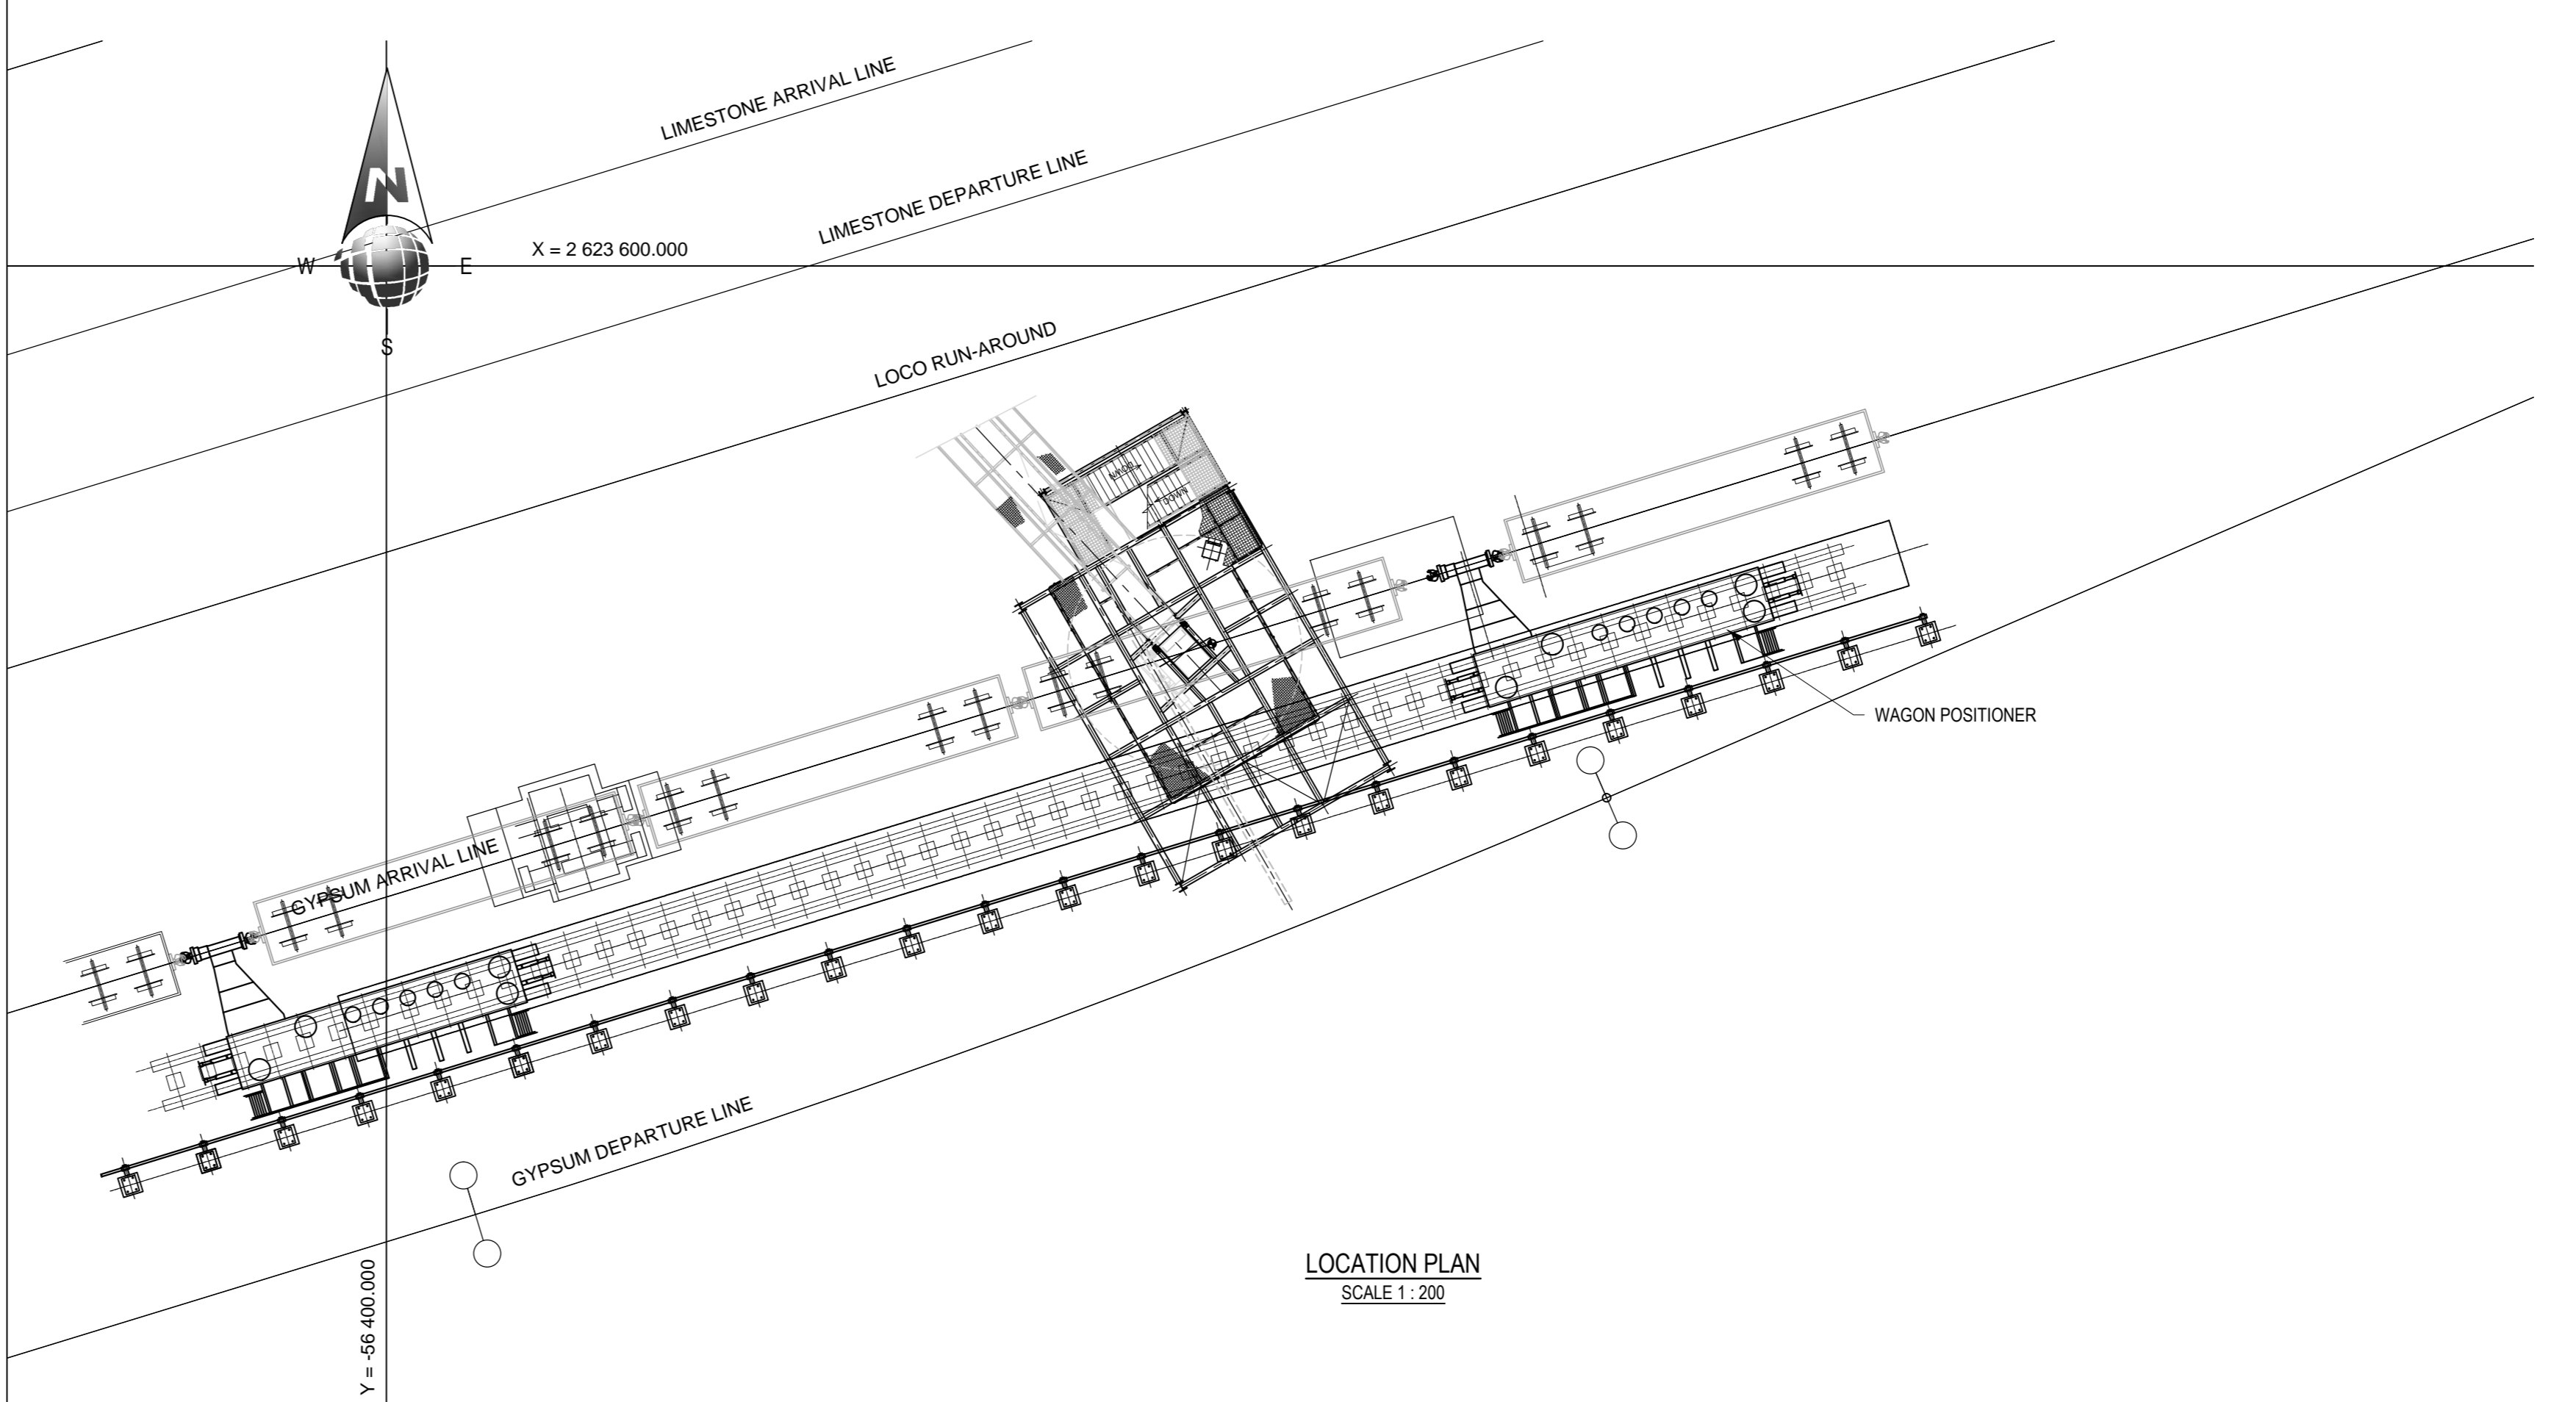 LIMESTONE ARRIVAL LINE
LIMESTONE DEPARTURE LINE
N
X = 2 623 600.000
W
E
S
LOCO RUN-AROUND
DOWN
DOWN
WAGON POSITIONER
GYPSUM ARRIVAL LINE
GYPSUM DEPARTURE LINE
LOCATION PLAN
SCALE 1 : 200
Y = -56 400.000